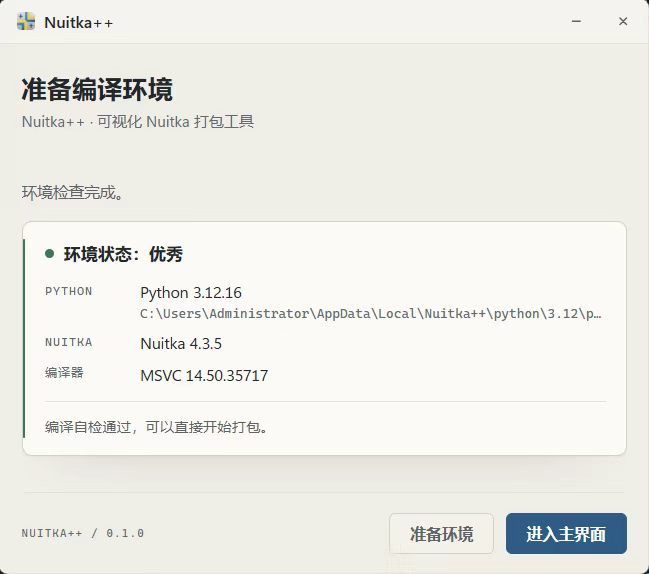 Nuitka++
准备编译环境
Nuitka++ · 可视化 Nuitka 打包工具
环境检查完成。
环境状态：优秀
PYTHON Python 3.12.16
C:\Users\Administrator\AppData\Local\Nuitka++\python\3.12\p…
NUITKA Nuitka 4.3.5
编译器 MSVC 14.50.35717
编译自检通过，可以直接开始打包。
NUITKA++ / 0.1.0 准备环境 进入主界面